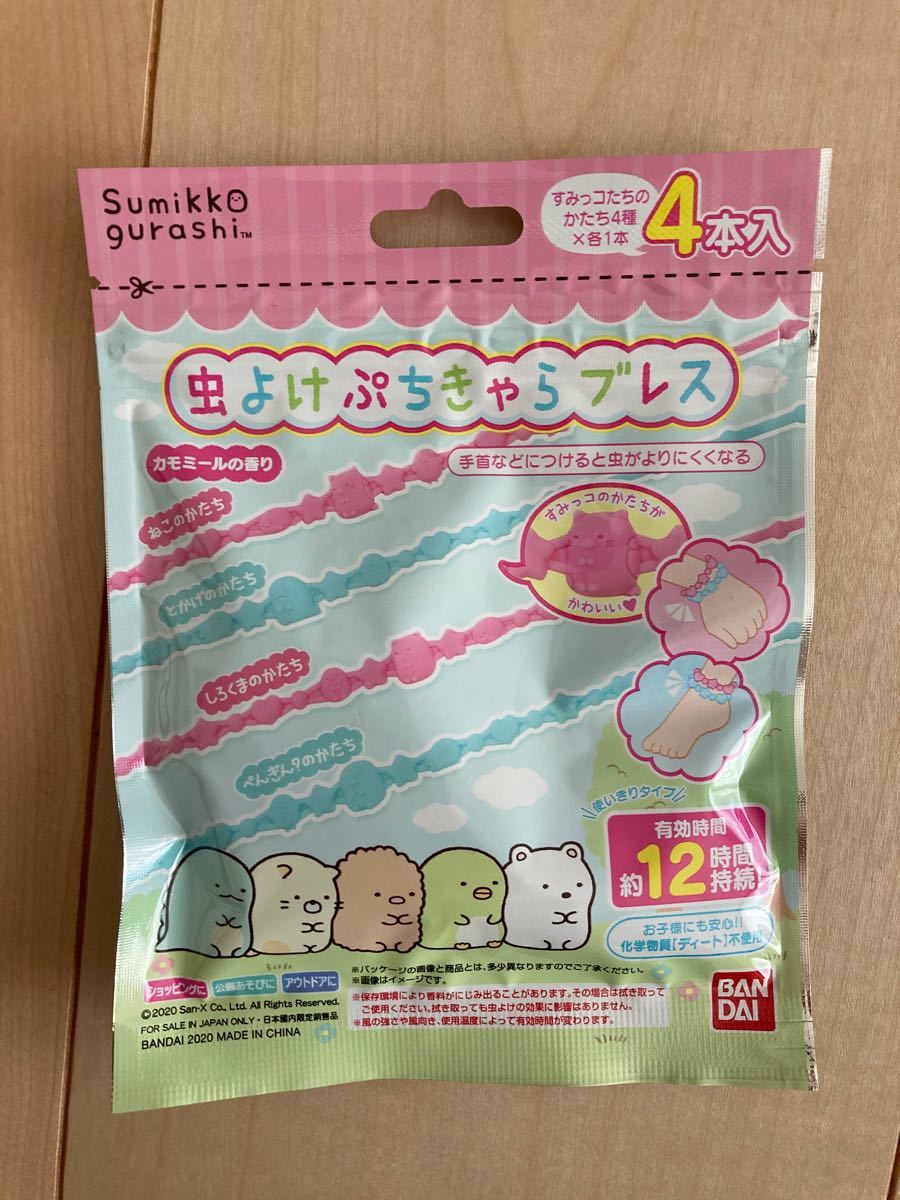 Sumikko
gurashi™
すみっコたちの
かたち4種
×各1本
4本入
虫よけ ぷちきゃらブレス
カモミールの香り
手首などにつけると虫がよりにくくなる
ねこのかたち
すみっコのかたちが
かわいい♥
とかげのかたち
しろくまのかたち
ぺんぎん?のかたち
使いきりタイプ
有効時間
約12時間
持続
お子様にも安心!!
化学物質[ディート]不使用
ショッピングに
公園あそびに
アウトドアに
※パッケージの画像と商品とは、多少異なりますのでご了承ください。
※画像はイメージです。
※保存環境により香料がにじみ出ることがあります。その場合は拭き取って
ご使用ください。拭き取っても虫よけの効果に影響はありません。
※風の強さや風向き、使用温度によって有効時間が変わります。
©2020 San-X Co., Ltd. All Rights Reserved.
FOR SALE IN JAPAN ONLY・日本國内限定銷售品
BANDAI 2020 MADE IN CHINA
BAN
DAI